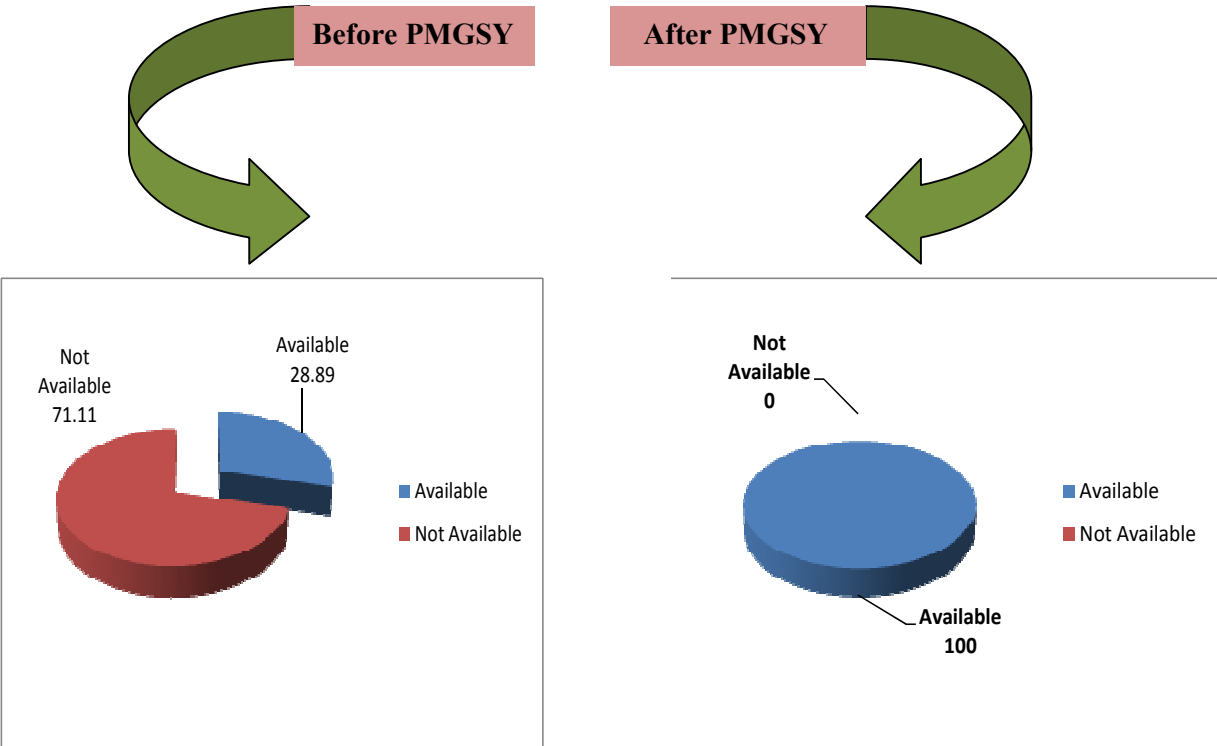 Before PMGSY
After PMGSY
Not
Available
71.11
Available
28.89
Available
Not Available
Not
Available
0
Available
100
Available
Not Available